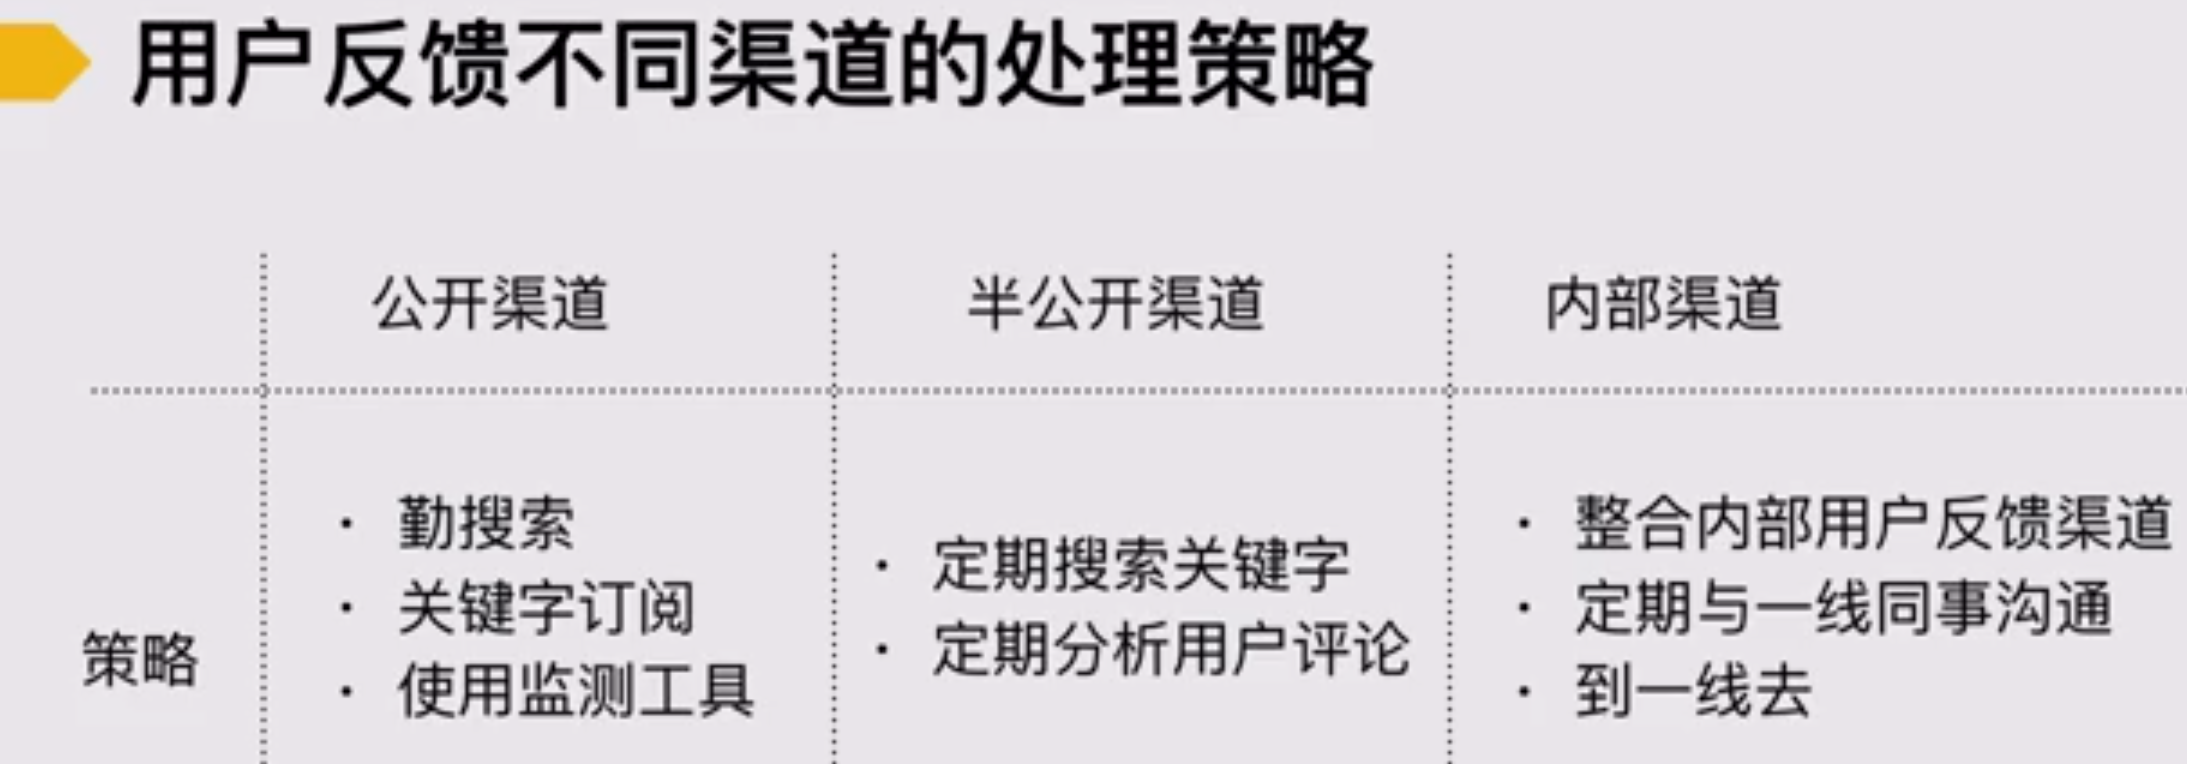 用户反馈不同渠道的处理策略
公开渠道
半公开渠道
内部渠道
策略
· 勤搜索
· 关键字订阅
· 使用监测工具
· 定期搜索关键字
· 定期分析用户评论
· 整合内部用户反馈渠道
· 定期与一线同事沟通
· 到一线去